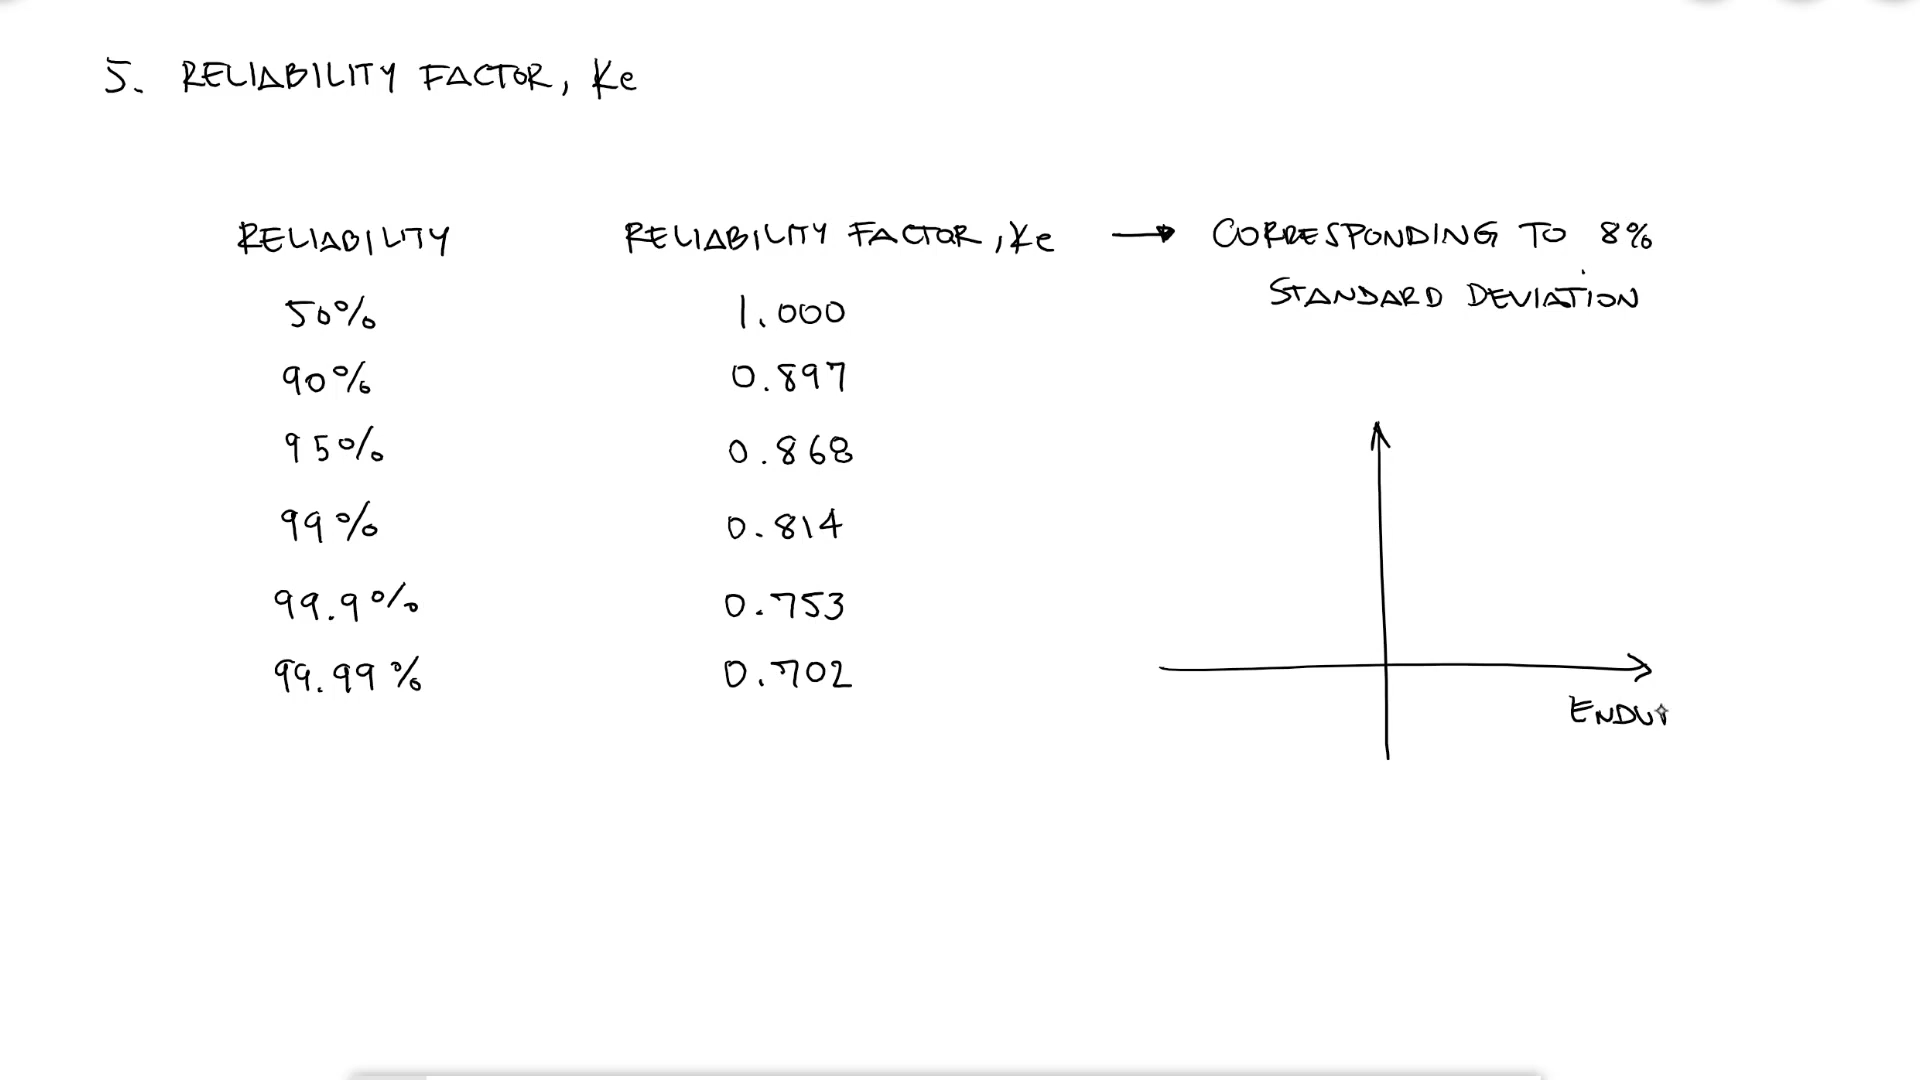 5. RELIABILITY FACTOR, Ke
RELIABILITY RELIABILITY FACTOR, Ke → CORRESPONDING TO 8%
STANDARD DEVIATION
50% 1.000
90% 0.897
95% 0.868
99% 0.814
99.9% 0.753
99.99% 0.702
ENDU